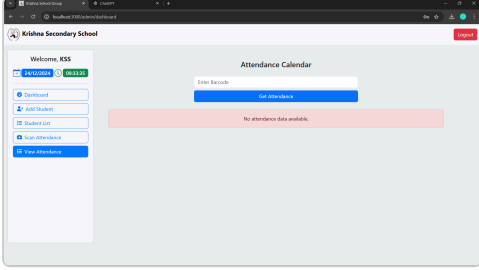 Krishna School Group
ChatGPT
localhost:3000/admin/dashboard
Krishna Secondary School
Logout
Welcome, KSS
24/12/2024 09:33:35
Dashboard
Add Student
Student List
Scan Attendance
View Attendance
Attendance Calendar
Enter Barcode
Get Attendance
No attendance data available.